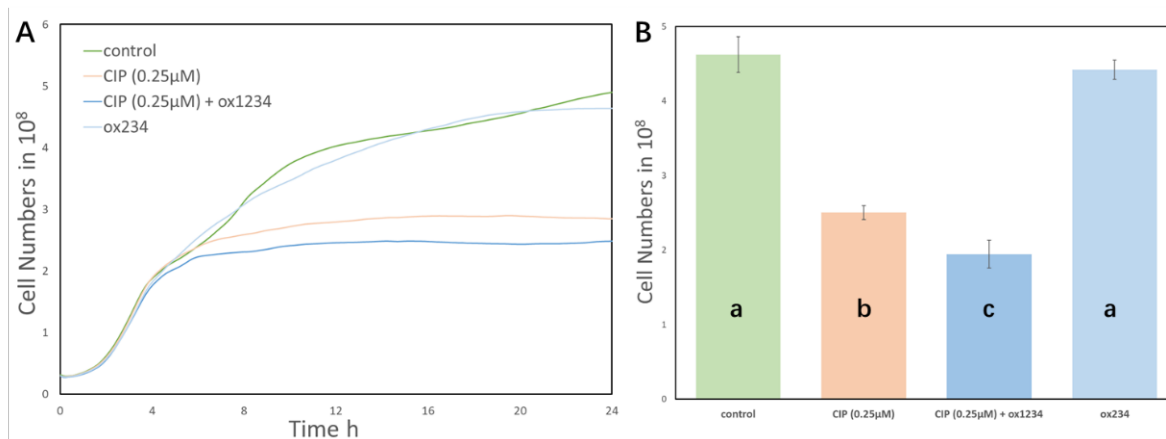 A
Cell Numbers in 10⁸
6
5
4
3
2
1
0
control
CIP (0.25μM)
CIP (0.25μM) + ox1234
ox234
0
4
8
12
16
20
24
Time h
B
Cell Numbers in 10⁸
5
4
3
2
1
0
a
b
c
a
control
CIP (0.25μM)
CIP (0.25μM) + ox1234
ox234